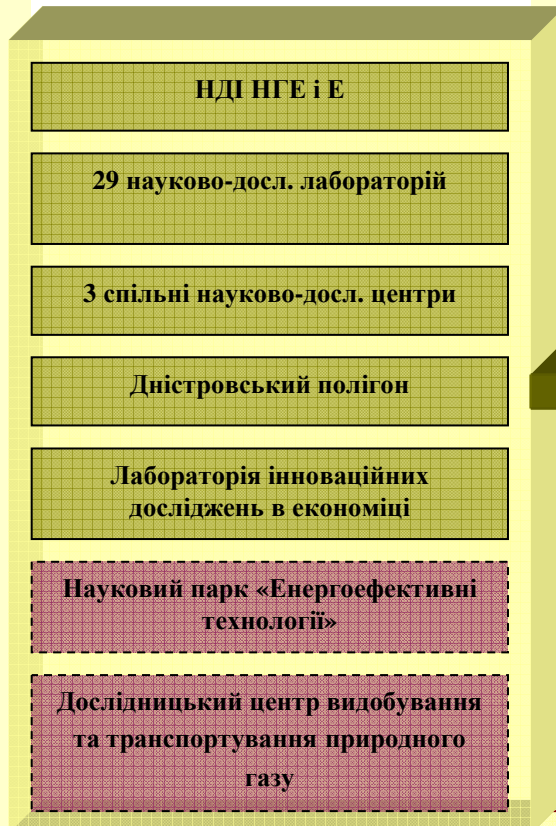 НДІ НГЕ і Е
29 науково-досл. лабораторій
3 спільні науково-досл. центри
Дністровський полігон
Лабораторія інноваційних
досліджень в економіці
Науковий парк «Енергоефективні
технології»
Дослідницький центр видобування
та транспортування природного
газу